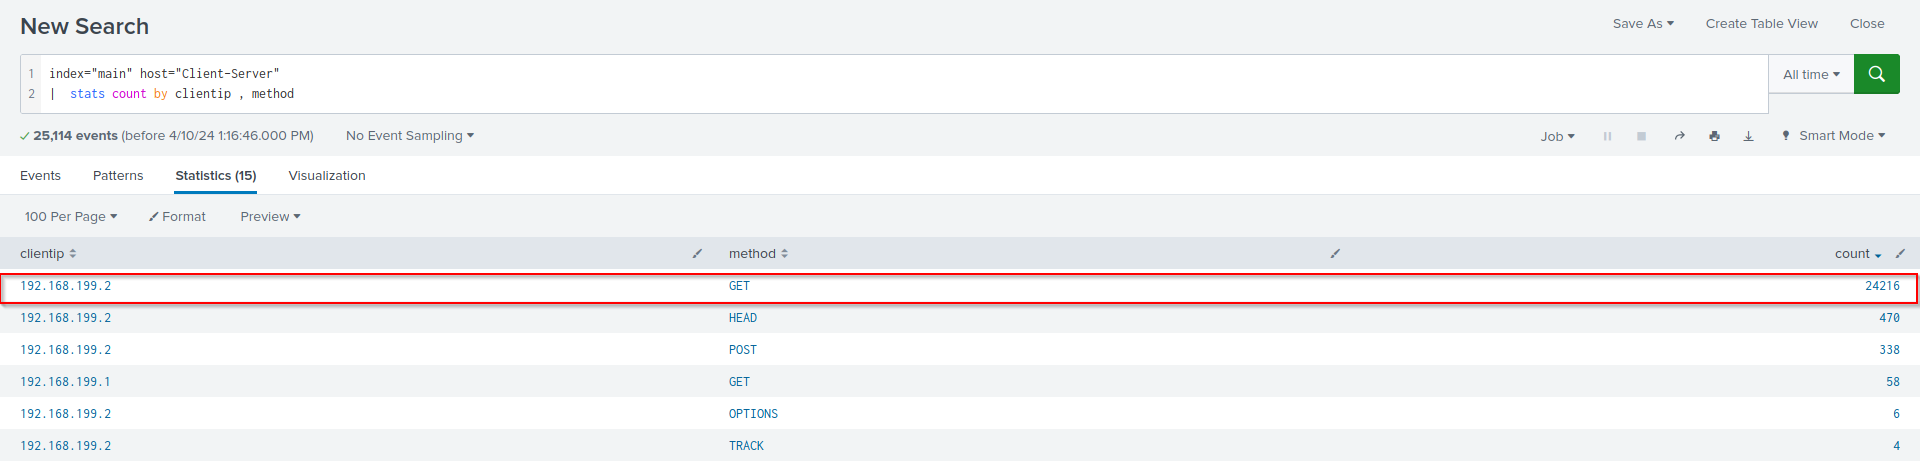 New Search
Save As Create Table View Close
1 index="main" host="Client-Server"
2 | stats count by clientip , method
All time
25,114 events (before 4/10/24 1:16:46.000 PM) No Event Sampling
Job Smart Mode
Events Patterns Statistics (15) Visualization
100 Per Page Format Preview
clientip method count
192.168.199.2 GET 24216
192.168.199.2 HEAD 470
192.168.199.2 POST 338
192.168.199.1 GET 58
192.168.199.2 OPTIONS 6
192.168.199.2 TRACK 4